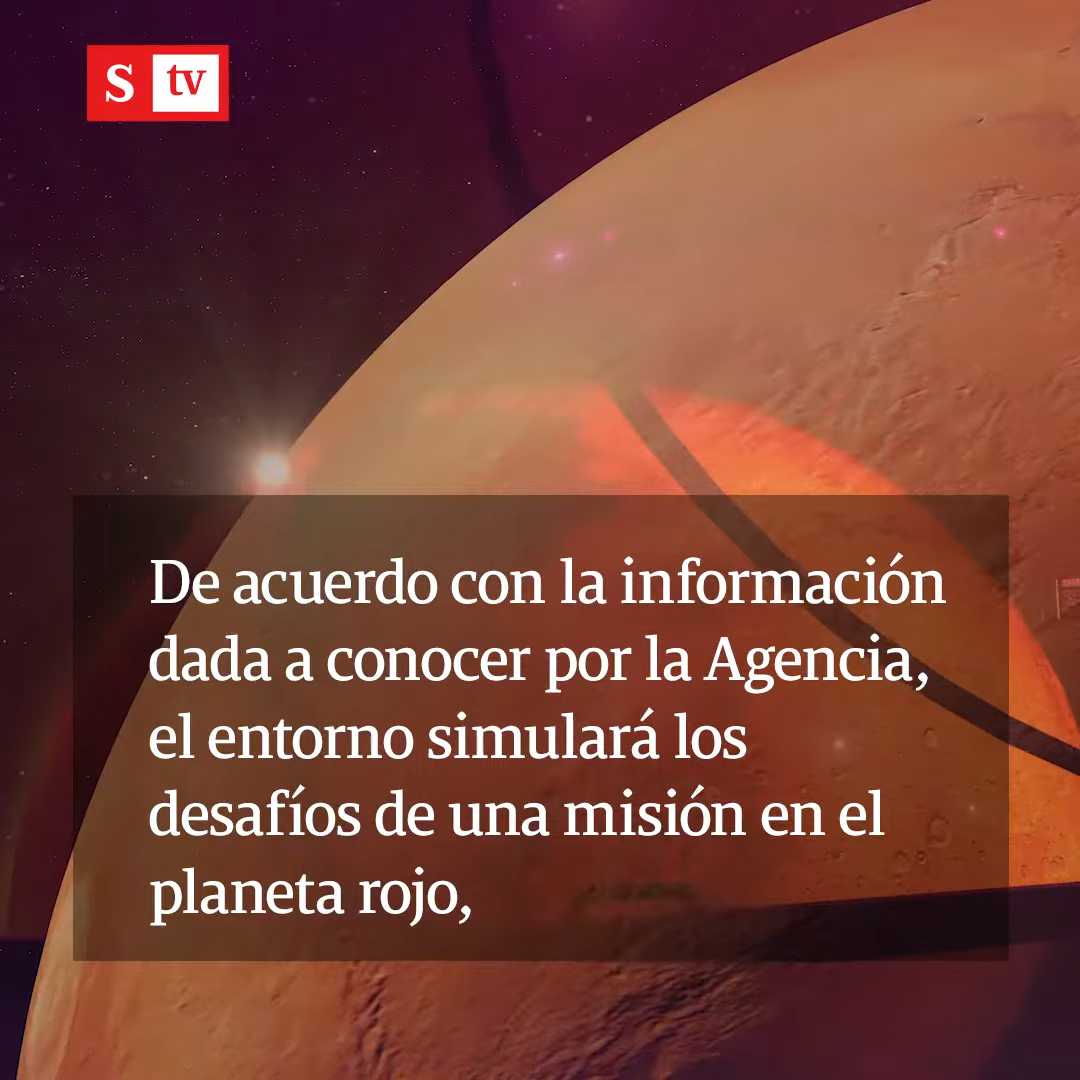 S tv
De acuerdo con la información
dada a conocer por la Agencia,
el entorno simulará los
desafíos de una misión en el
planeta rojo,